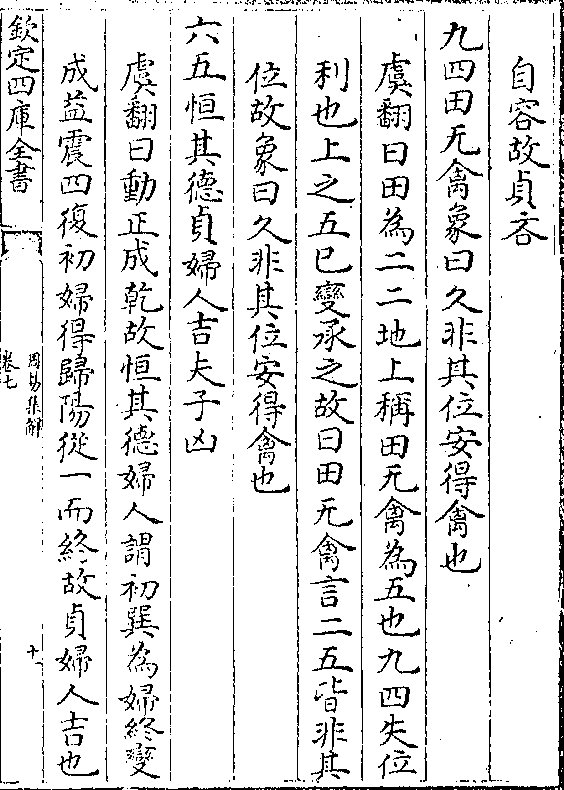 自容故貞吝
九四田无禽象曰久非其位安得禽也
虞翻曰田為二二地上稱田无禽為五也九四失位
利也上之五已變承之故曰田无禽言二五皆非其
位故象曰久非其位安得禽也
六五恒其德貞婦人吉夫子凶
虞翻曰動正成乾故恒其德婦人謂初巽為婦終變
成益震四復初婦得歸陽從一而終故貞婦人吉也
欽定四庫全書
周易集解
卷七
十